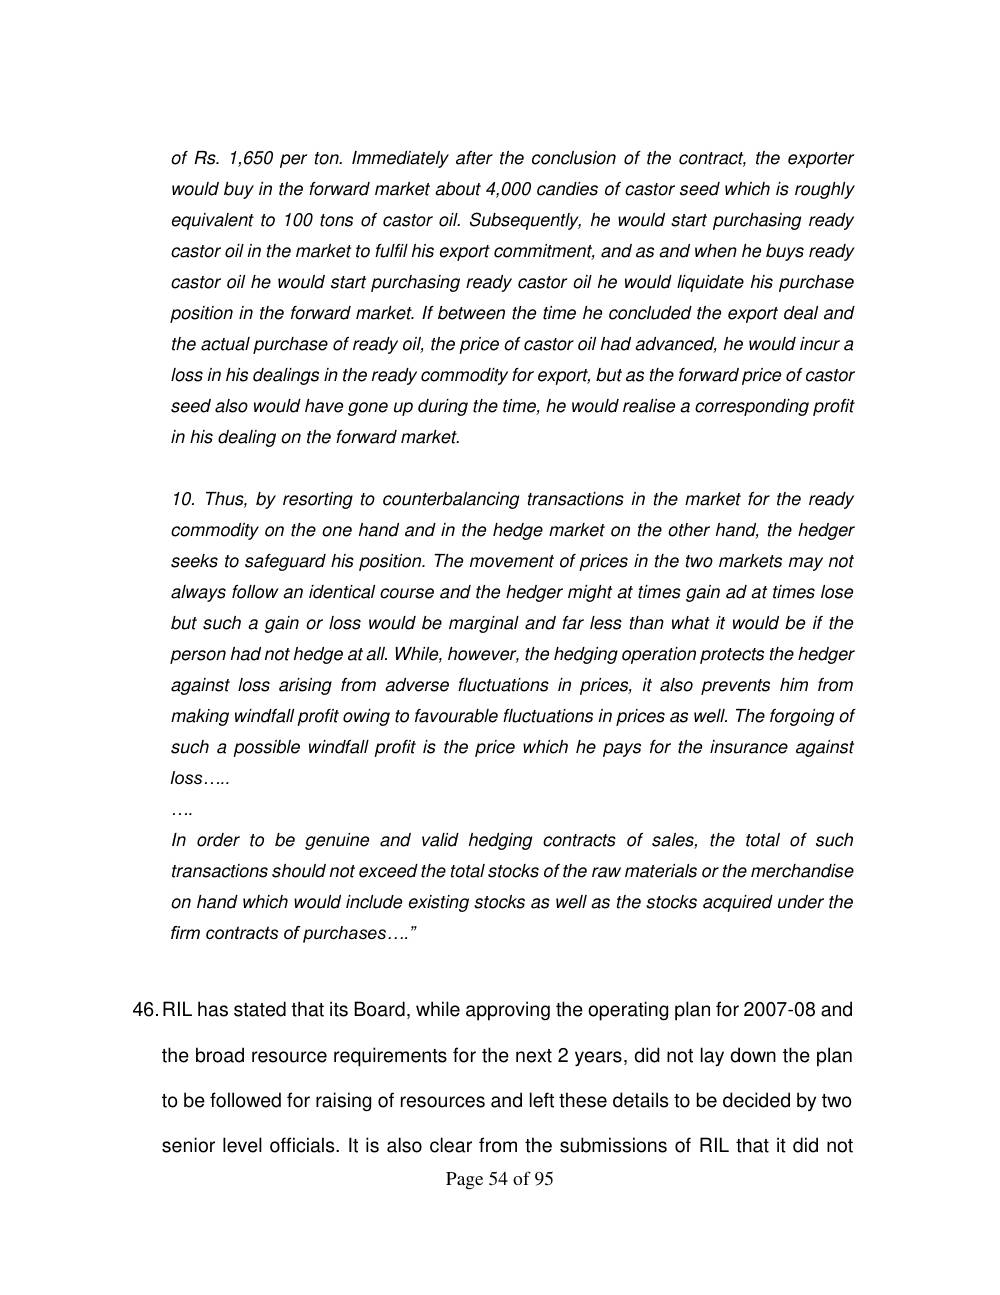 of Rs. 1,650 per ton. Immediately after the conclusion of the contract, the exporter
would buy in the forward market about 4,000 candies of castor seed which is roughly
equivalent to 100 tons of castor oil. Subsequently, he would start purchasing ready
castor oil in the market to fulfil his export commitment, and as and when he buys ready
castor oil he would start purchasing ready castor oil he would liquidate his purchase
position in the forward market. If between the time he concluded the export deal and
the actual purchase of ready oil, the price of castor oil had advanced, he would incur a
loss in his dealings in the ready commodity for export, but as the forward price of castor
seed also would have gone up during the time, he would realise a corresponding profit
in his dealing on the forward market.
10. Thus, by resorting to counterbalancing transactions in the market for the ready
commodity on the one hand and in the hedge market on the other hand, the hedger
seeks to safeguard his position. The movement of prices in the two markets may not
always follow an identical course and the hedger might at times gain ad at times lose
but such a gain or loss would be marginal and far less than what it would be if the
person had not hedge at all. While, however, the hedging operation protects the hedger
against loss arising from adverse fluctuations in prices, it also prevents him from
making windfall profit owing to favourable fluctuations in prices as well. The forgoing of
such a possible windfall profit is the price which he pays for the insurance against
loss…..
….
In order to be genuine and valid hedging contracts of sales, the total of such
transactions should not exceed the total stocks of the raw materials or the merchandise
on hand which would include existing stocks as well as the stocks acquired under the
firm contracts of purchases….”
46. RIL has stated that its Board, while approving the operating plan for 2007-08 and
the broad resource requirements for the next 2 years, did not lay down the plan
to be followed for raising of resources and left these details to be decided by two
senior level officials. It is also clear from the submissions of RIL that it did not
Page 54 of 95